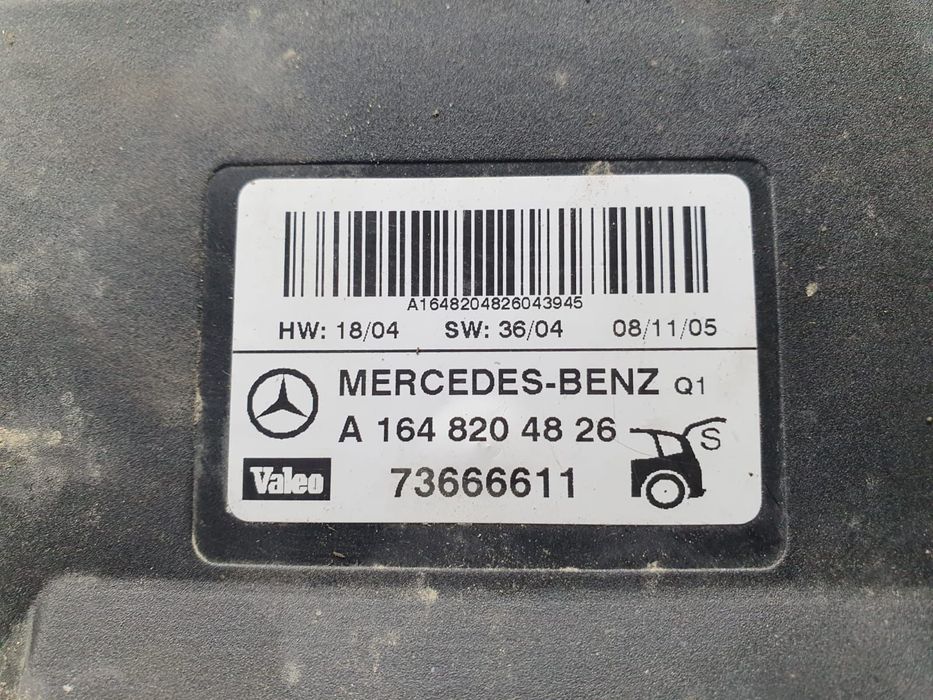 A1648204826043945
HW: 18/04 SW: 36/04 08/11/05
MERCEDES-BENZ Q1
A 164 820 48 26
S
Valeo 73666611